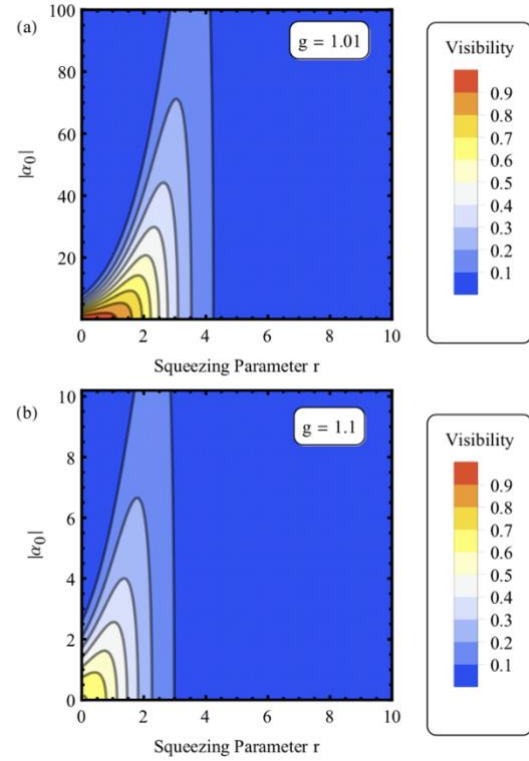 (a)
g = 1.01
100
80
60
40
20
|α₀|
0 2 4 6 8 10
Squeezing Parameter r
Visibility
0.9
0.8
0.7
0.6
0.5
0.4
0.3
0.2
0.1
(b)
g = 1.1
10
8
6
4
2
0
|α₀|
0 2 4 6 8 10
Squeezing Parameter r
Visibility
0.9
0.8
0.7
0.6
0.5
0.4
0.3
0.2
0.1